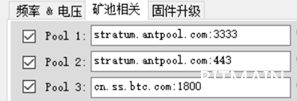 频率 & 电压 矿池相关 固件升级
Pool 1: stratum.antpool.com:3333
Pool 2: stratum.antpool.com:443
BITMAIN
Pool 3: cn.ss.btc.com:1800